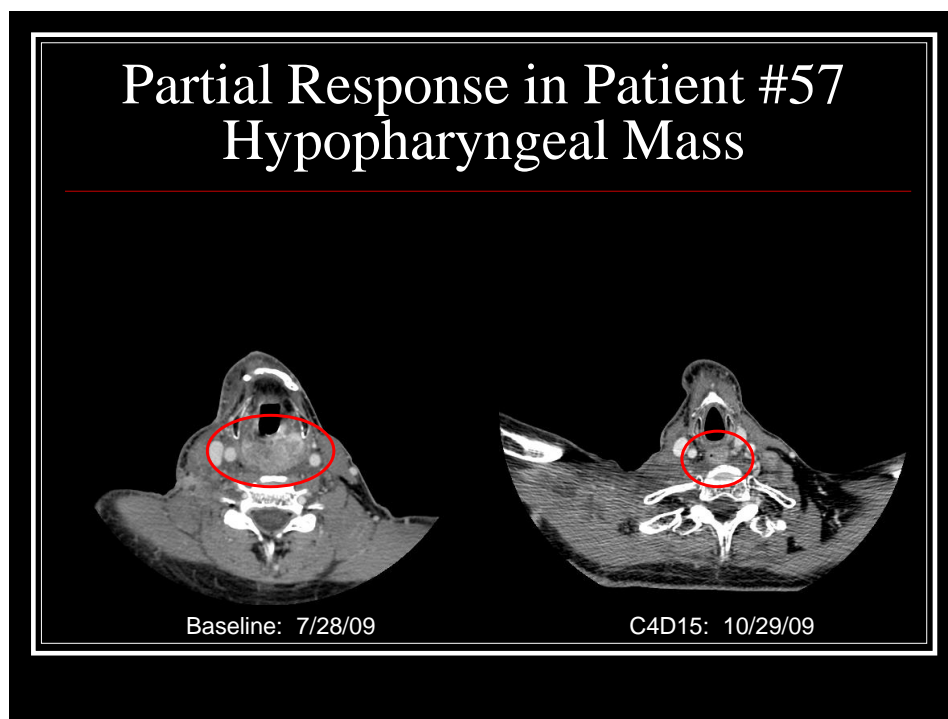 Partial Response in Patient #57
Hypopharyngeal Mass
Baseline: 7/28/09
C4D15: 10/29/09